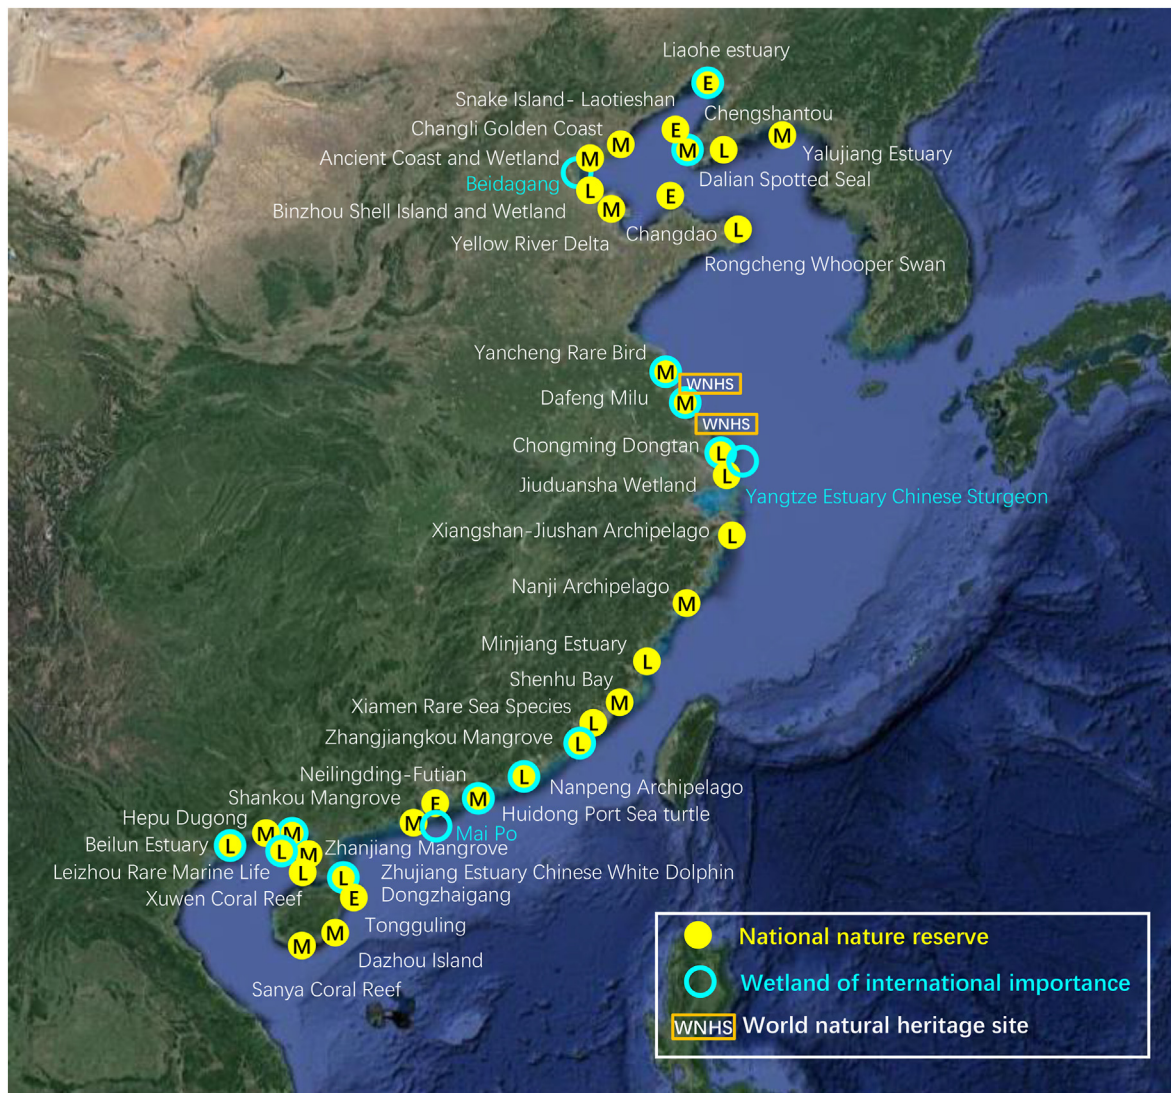 Liaohe estuary
E
Snake Island- Laotieshan
Chengshantou
Changli Golden Coast
E
M
M
Ancient Coast and Wetland
M
M
L
Yalujiang Estuary
Beidagang
Dalian Spotted Seal
L
E
Binzhou Shell Island and Wetland
M
Yellow River Delta
Changdao
L
Rongcheng Whooper Swan
Yancheng Rare Bird
M
WNHS
Dafeng Milu
M
WNHS
Chongming Dongtan
L
Jiuduansha Wetland
L
Yangtze Estuary Chinese Sturgeon
Xiangshan-Jiushan Archipelago
L
Nanji Archipelago
M
Minjiang Estuary
L
Shenhu Bay
M
Xiamen Rare Sea Species
L
Zhangjiangkou Mangrove
L
Neilingding-Futian
L
Nanpeng Archipelago
Shankou Mangrove
E
M
Huidong Port Sea turtle
Hepu Dugong
M
M
M
Mai Po
Beilun Estuary
L
L
M
Zhanjiang Mangrove
Leizhou Rare Marine Life
L
L
Zhujiang Estuary Chinese White Dolphin
Xuwen Coral Reef
E
Dongzhaigang
M
Tongguling
M
Dazhou Island
Sanya Coral Reef
National nature reserve
Wetland of international importance
WNHS World natural heritage site